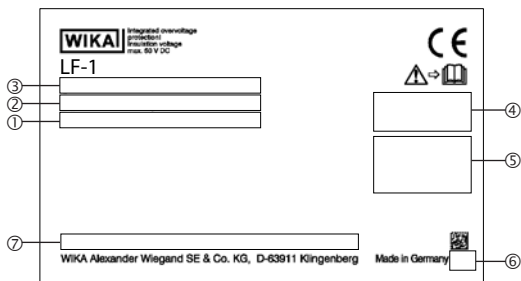 WIKA
Integrated overvoltage
protection!
Insulation voltage
max. 50 V DC
CE
LF-1
③
②
①
④
⑤
⑦
WIKA Alexander Wiegand SE & Co. KG, D-63911 Klingenberg
Made in Germany
⑥